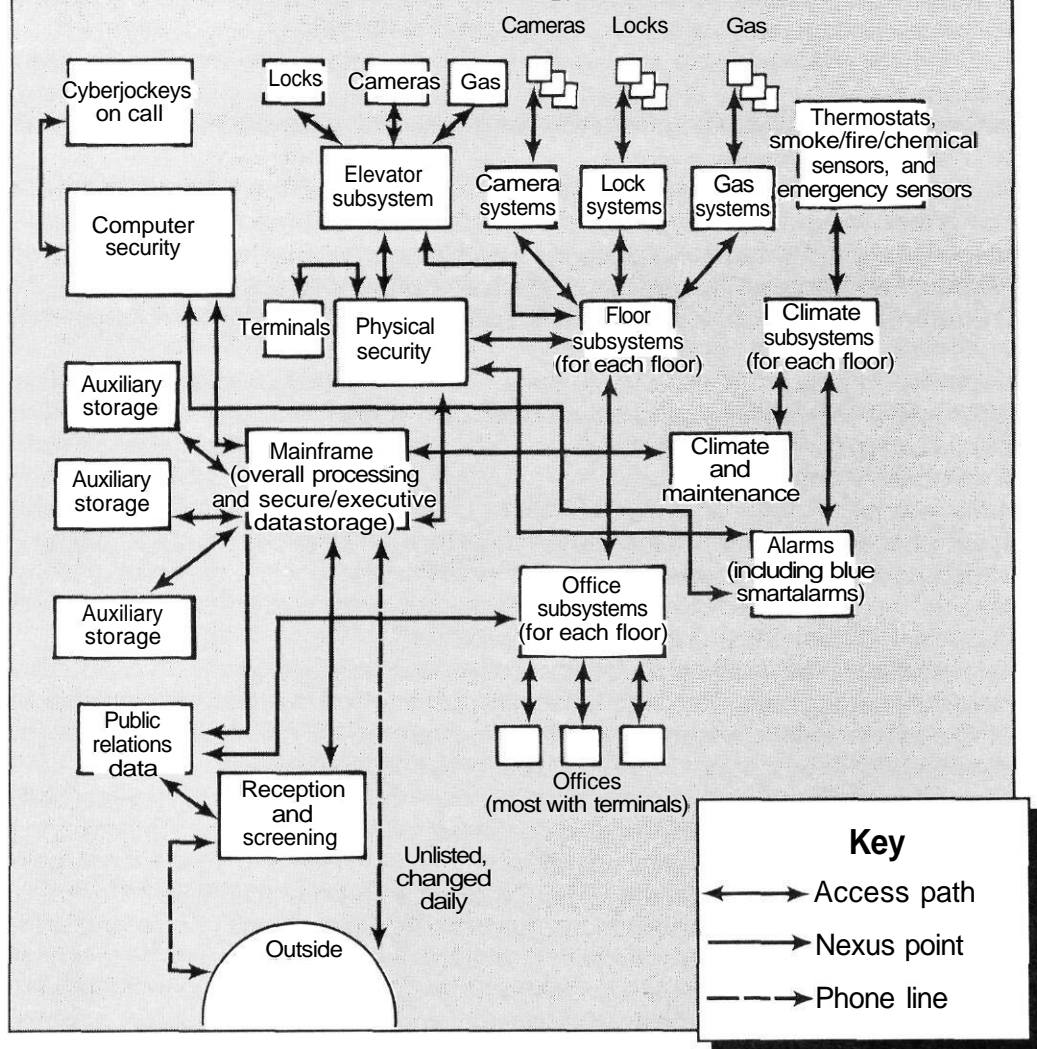 Cameras
Locks
Gas
Cyberjockeys
on call
Locks
Cameras
Gas
Thermostats,
smoke/fire/chemical
sensors, and
emergency sensors
Elevator
subsystem
Camera
systems
Lock
systems
Gas
systems
Computer
security
Terminals
Physical
security
Floor
subsystems
(for each floor)
Climate
subsystems
(for each floor)
Auxiliary
storage
Mainframe
(overall processing
and secure/executive
datastorage)
Climate
and
maintenance
Auxiliary
storage
Alarms
(including blue
smartalarms)
Auxiliary
storage
Office
subsystems
(for each floor)
Public
relations
data
Offices
(most with terminals)
Reception
and
screening
Unlisted,
changed
daily
Outside
Key
Access path
Nexus point
Phone line